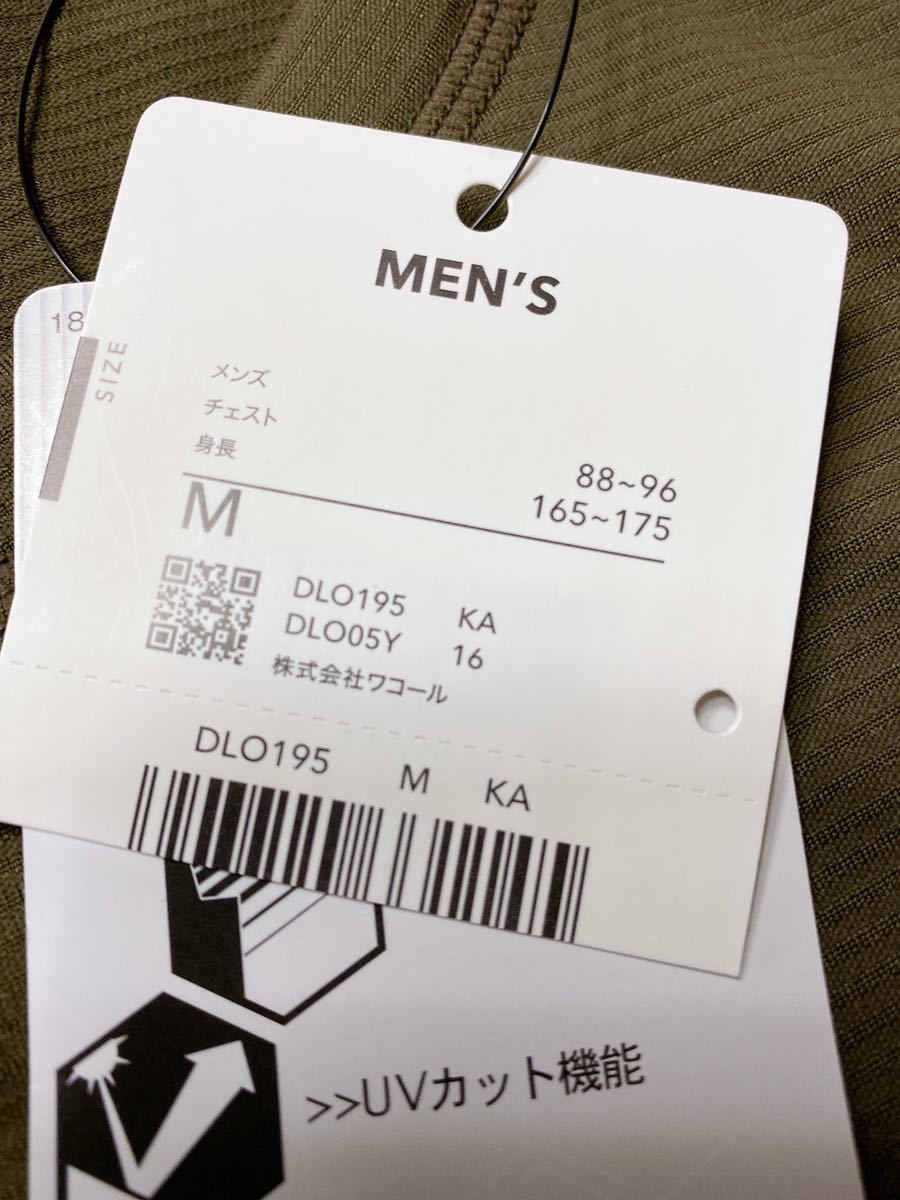 MEN'S
18
SIZE
メンズ
チェスト
身長
88~96
165~175
M
DLO195 KA
DLO05Y 16
株式会社ワコール
DLO195 M KA
>>UVカット機能